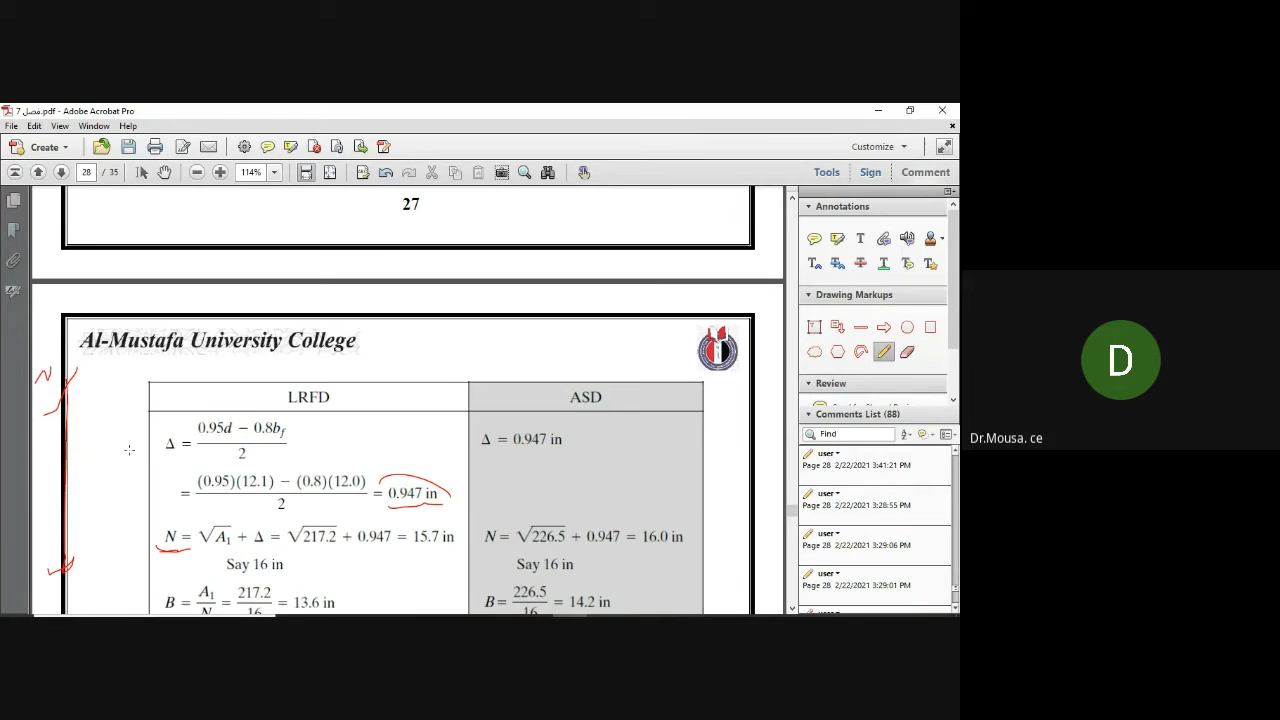 فصل 7.pdf - Adobe Acrobat Pro
File Edit View Window Help
Create Customize
28 / 35 114% Tools Sign Comment
27
Al-Mustafa University College
N
LRFD ASD
Δ = (0.95d − 0.8b_f) / 2 Δ = 0.947 in
= ((0.95)(12.1) − (0.8)(12.0)) / 2 = 0.947 in
N = √A₁ + Δ = √217.2 + 0.947 = 15.7 in N = √226.5 + 0.947 = 16.0 in
Say 16 in Say 16 in
B = A₁ / N = 217.2 / 16 = 13.6 in B = 226.5 / 16 = 14.2 in
Annotations
Drawing Markups
Review
Comments List (88)
Find
user
Page 28 2/22/2021 3:41:21 PM
user
Page 28 2/22/2021 3:28:55 PM
user
Page 28 2/22/2021 3:29:06 PM
user
Page 28 2/22/2021 3:29:01 PM
D
Dr.Mousa. ce